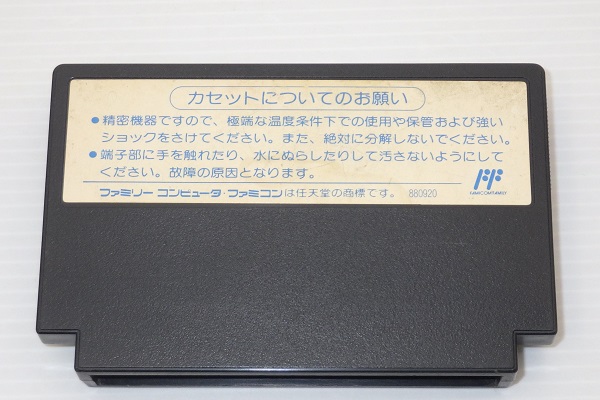 カセットについてのお願い
●精密機器ですので、極端な温度条件下での使用や保管および強い
ショックをさけてください。また、絶対に分解しないでください。
●端子部に手を触れたり、水にぬらしたりして汚さないようにして
ください。故障の原因となります。
FF
FAMICOM FAMILY
ファミリー コンピュータ・ファミコンは任天堂の商標です。 880920